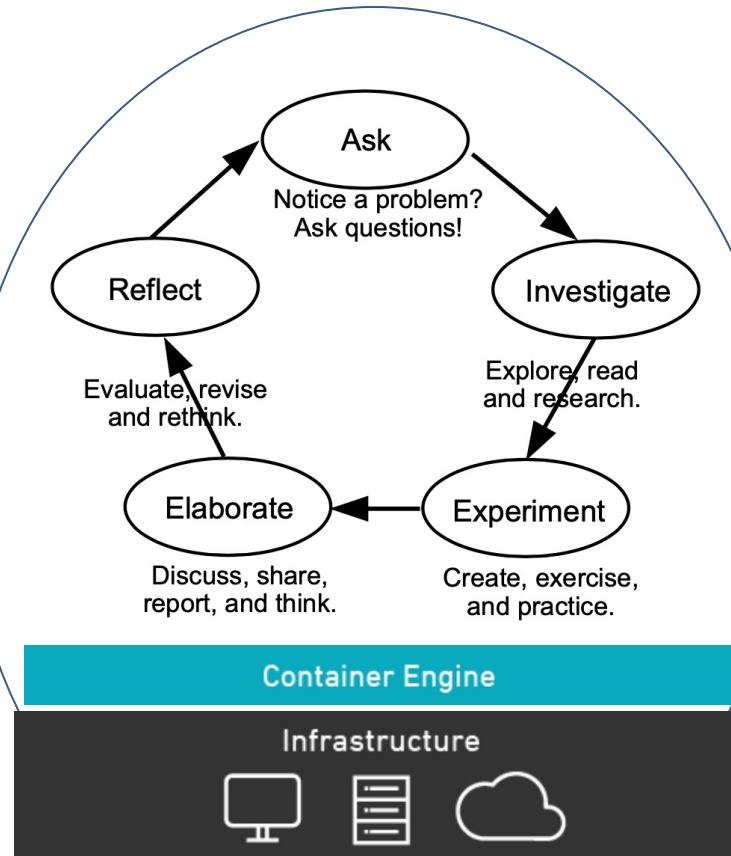 Ask
Notice a problem?
Ask questions!
Reflect
Investigate
Evaluate, revise
and rethink.
Explore, read
and research.
Elaborate
Experiment
Discuss, share,
report, and think.
Create, exercise,
and practice.
Container Engine
Infrastructure